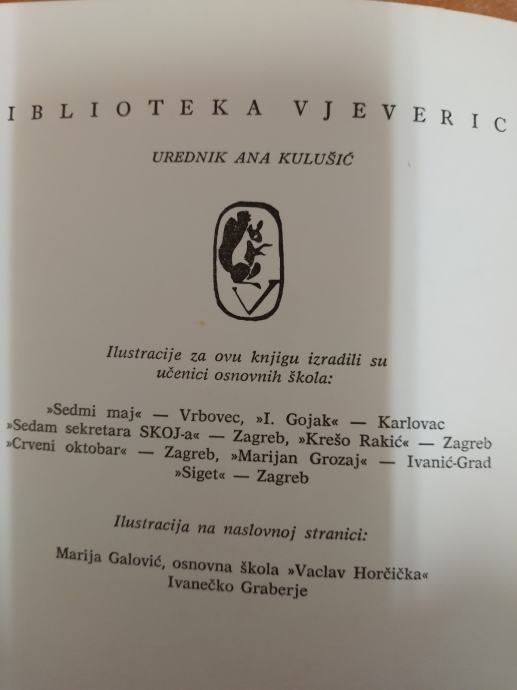 IBLIOTEKA VJEVERIC
UREDNIK ANA KULUŠIĆ
V
Ilustracije za ovu knjigu izradili su
učenici osnovnih škola:
»Sedmi maj« — Vrbovec, »I. Gojak« — Karlovac
»Sedam sekretara SKOJ-a« — Zagreb, »Krešo Rakić« — Zagreb
»Crveni oktobar« — Zagreb, »Marijan Grozaj« — Ivanić-Grad
»Siget« — Zagreb
Ilustracija na naslovnoj stranici:
Marija Galović, osnovna škola »Vaclav Horčička«
Ivanečko Graberje